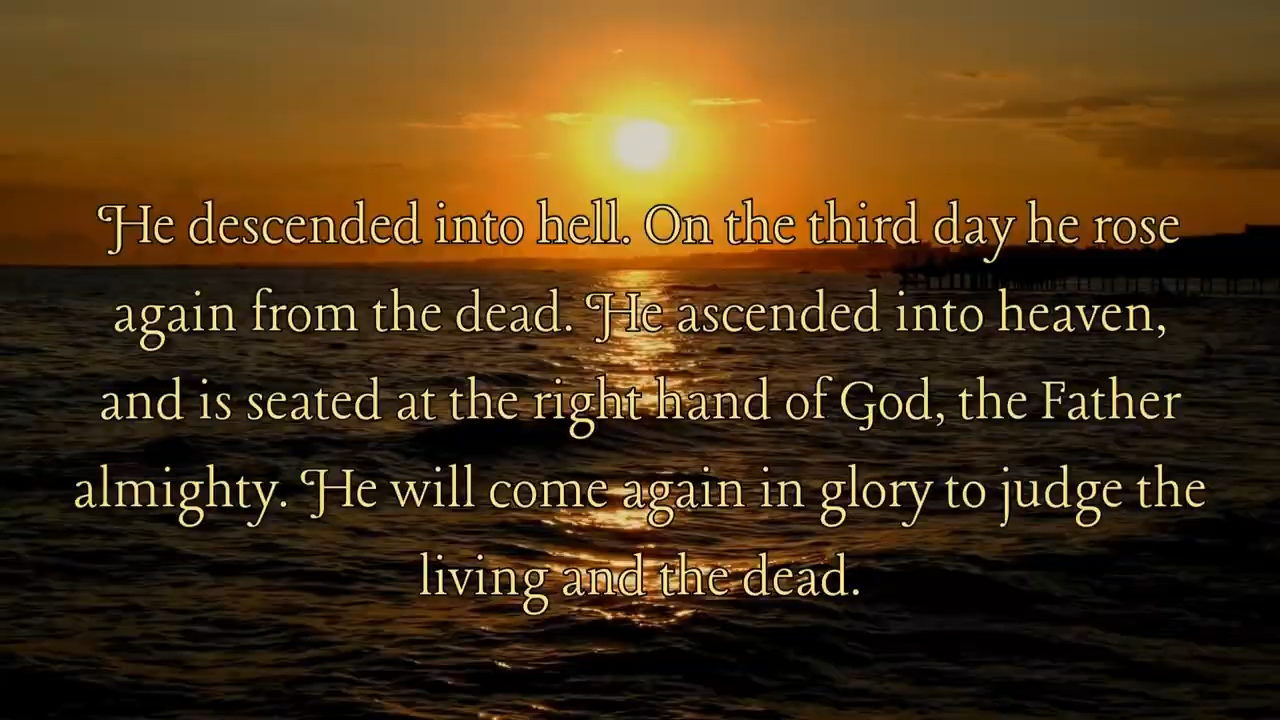 He descended into hell. On the third day he rose
again from the dead. He ascended into heaven,
and is seated at the right hand of God, the Father
almighty. He will come again in glory to judge the
living and the dead.